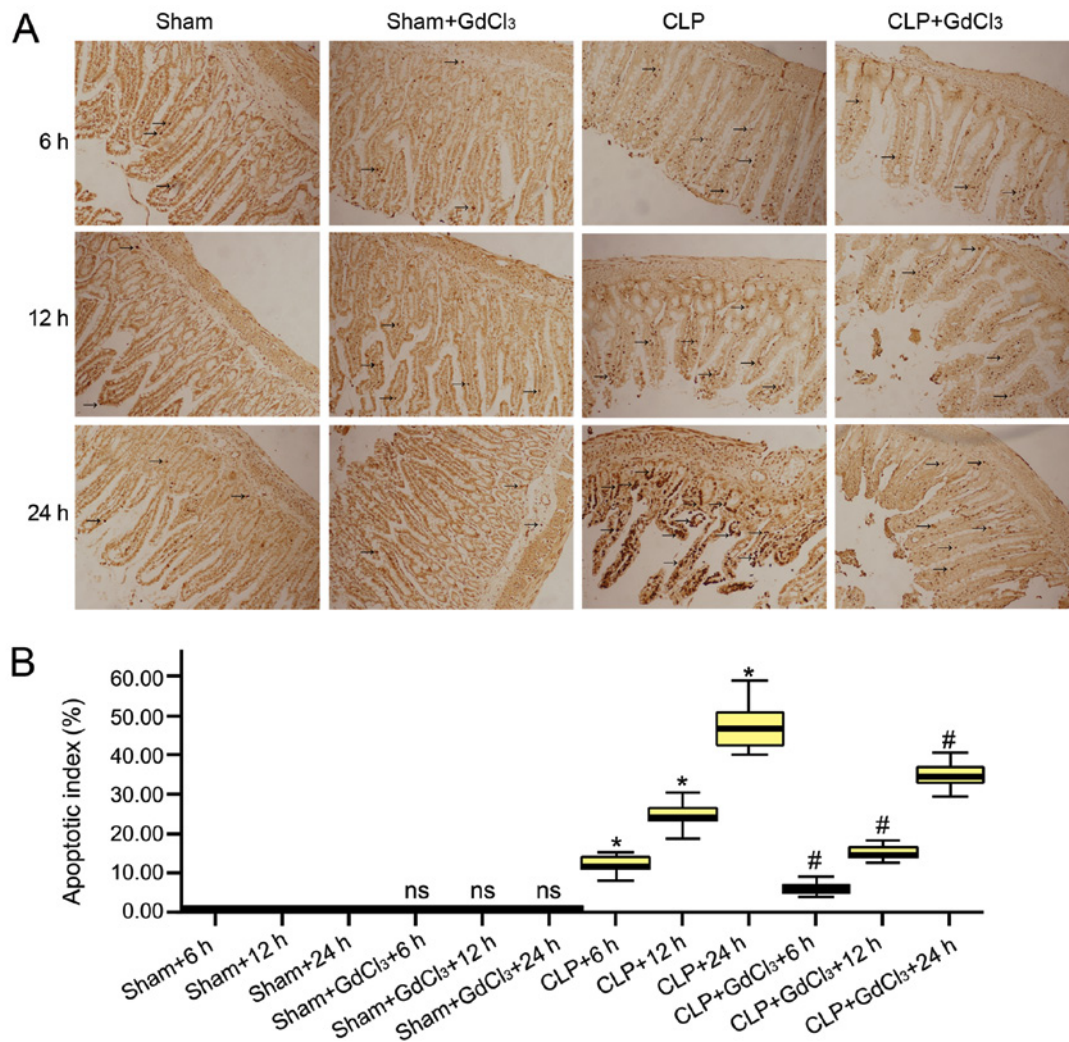 A
Sham Sham+GdCl₃ CLP CLP+GdCl₃
6 h
12 h
24 h
B
Apoptotic index (%)
60.00
50.00
40.00
30.00
20.00
10.00
0.00
ns ns ns * * * # # #
Sham+6 h
Sham+12 h
Sham+24 h
Sham+GdCl₃+6 h
Sham+GdCl₃+12 h
Sham+GdCl₃+24 h
CLP+6 h
CLP+12 h
CLP+24 h
CLP+GdCl₃+6 h
CLP+GdCl₃+12 h
CLP+GdCl₃+24 h